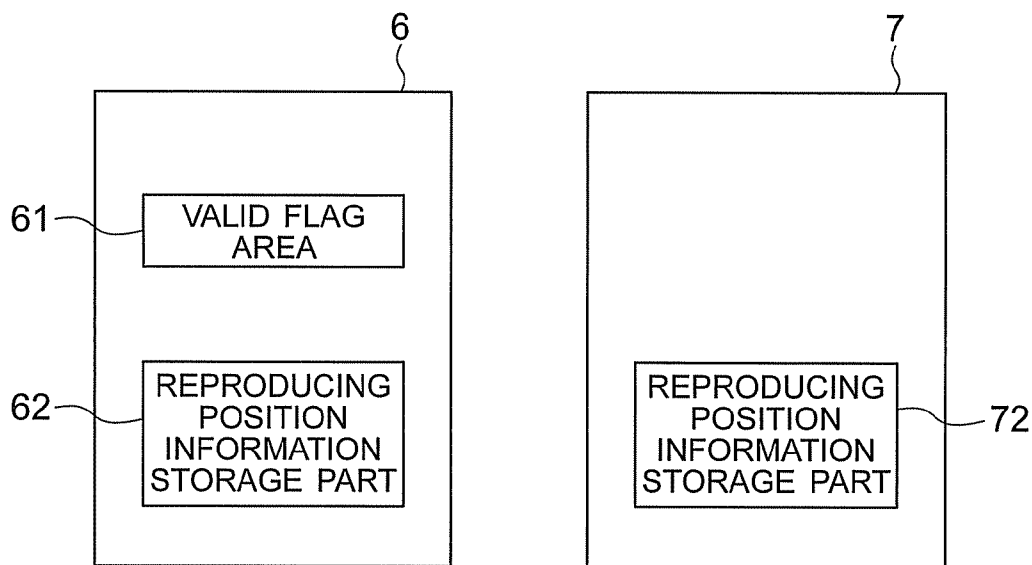 6
7
61
VALID FLAG
AREA
62
REPRODUCING
POSITION
INFORMATION
STORAGE PART
REPRODUCING
POSITION
INFORMATION
STORAGE PART
72